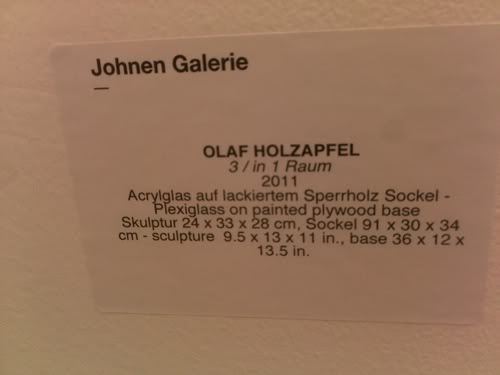 Johnen Galerie
—
OLAF HOLZAPFEL
3 / in 1 Raum
2011
Acrylglas auf lackiertem Sperrholz Sockel -
Plexiglass on painted plywood base
Skulptur 24 x 33 x 28 cm, Sockel 91 x 30 x 34
cm - sculpture 9.5 x 13 x 11 in., base 36 x 12 x
13.5 in.